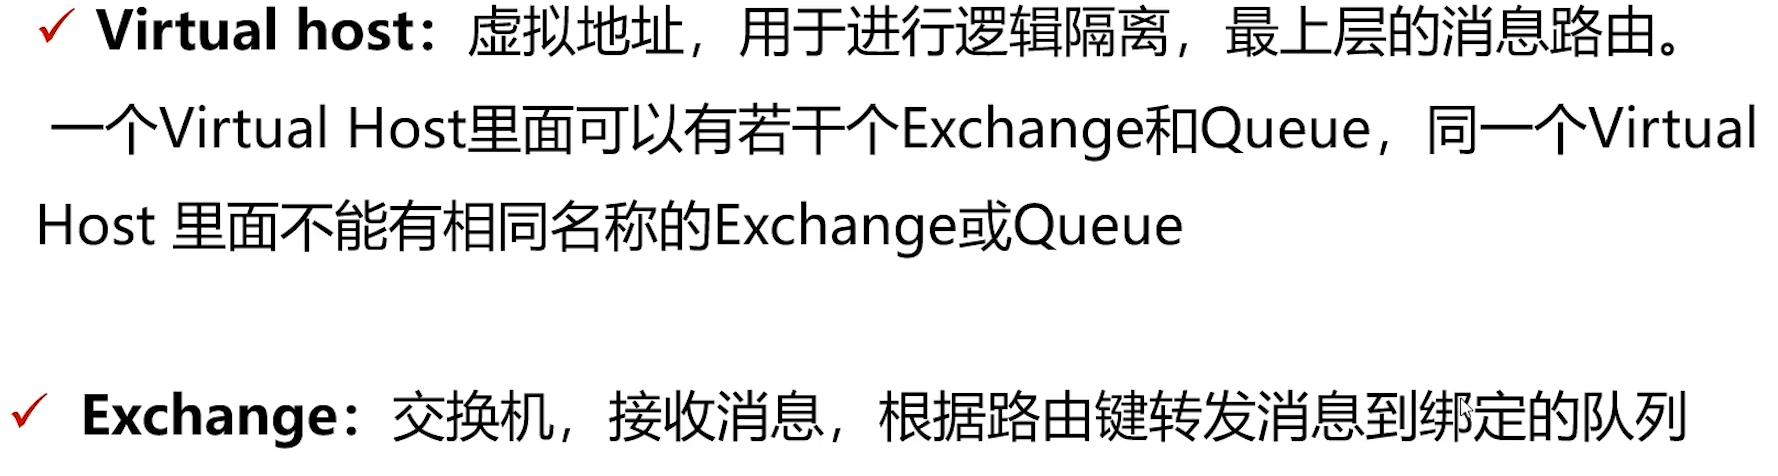 ✓ Virtual host：虚拟地址，用于进行逻辑隔离，最上层的消息路由。
一个Virtual Host里面可以有若干个Exchange和Queue，同一个Virtual
Host 里面不能有相同名称的Exchange或Queue
✓ Exchange：交换机，接收消息，根据路由键转发消息到绑定的队列